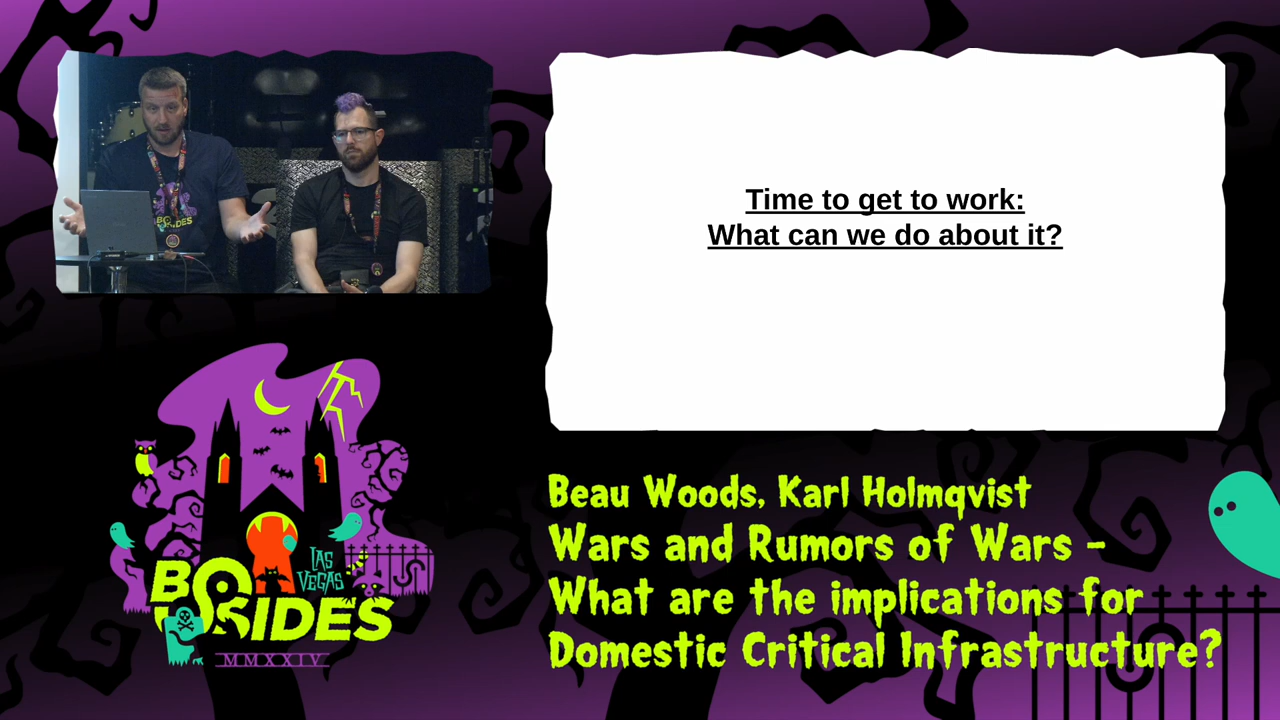 Time to get to work:
What can we do about it?
Beau Woods, Karl Holmqvist
Wars and Rumors of Wars –
What are the implications for
Domestic Critical Infrastructure?
LAS
VEGAS
BSIDES
MMXXIV